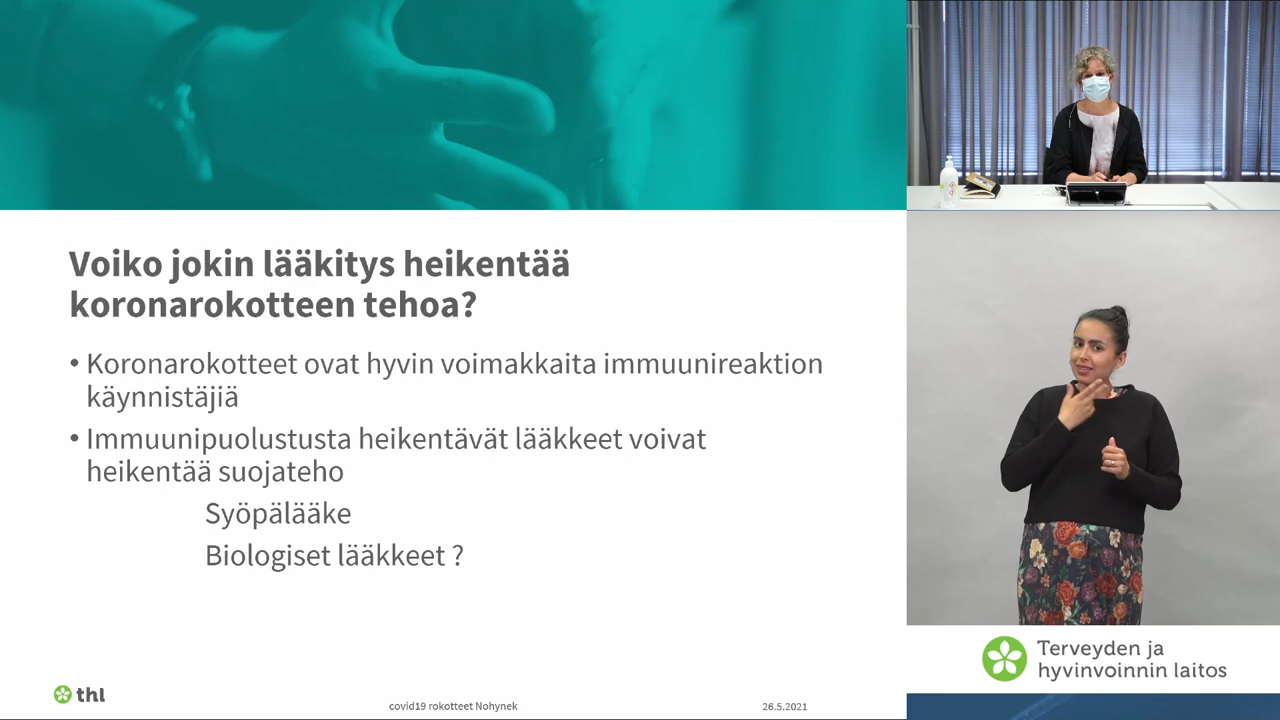 Voiko jokin lääkitys heikentää
koronarokotteen tehoa?
• Koronarokotteet ovat hyvin voimakkaita immuunireaktion
käynnistäjiä
• Immuunipuolustusta heikentävät lääkkeet voivat
heikentää suojateho
Syöpälääke
Biologiset lääkkeet ?
thl
covid19 rokotteet Nohynek
26.5.2021
Terveyden ja
hyvinvoinnin laitos